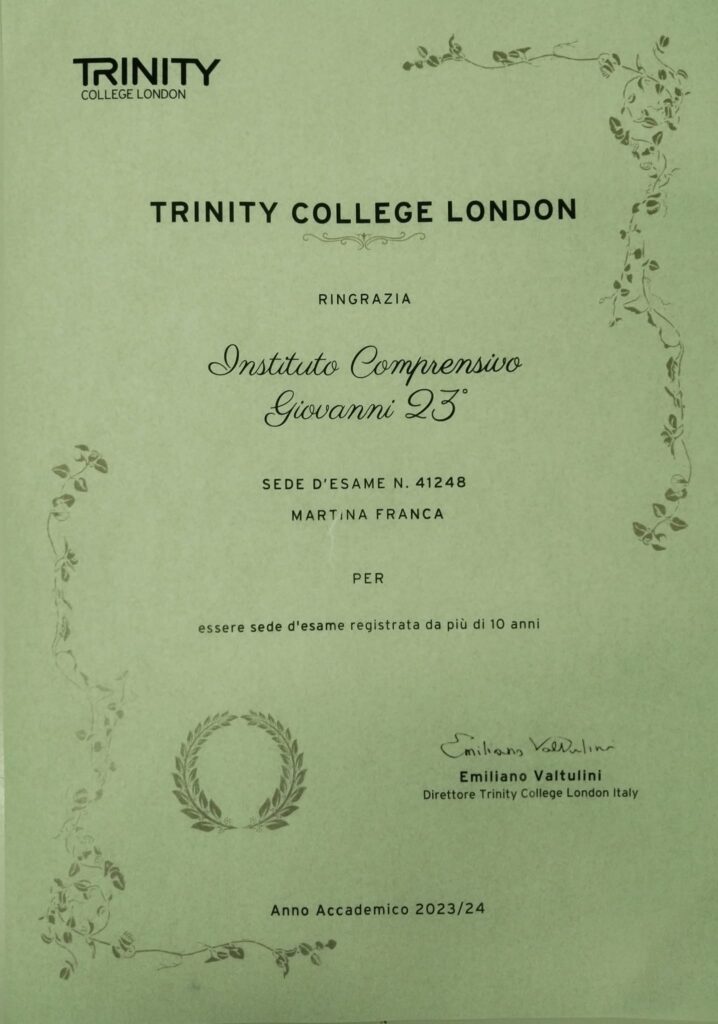 TRINITY
COLLEGE LONDON
TRINITY COLLEGE LONDON
RINGRAZIA
Instituto Comprensivo
Giovanni 23°
SEDE D'ESAME N. 41248
MARTiNA FRANCA
PER
essere sede d'esame registrata da più di 10 anni
Emiliano Valtulini
Emiliano Valtulini
Direttore Trinity College London Italy
Anno Accademico 2023/24